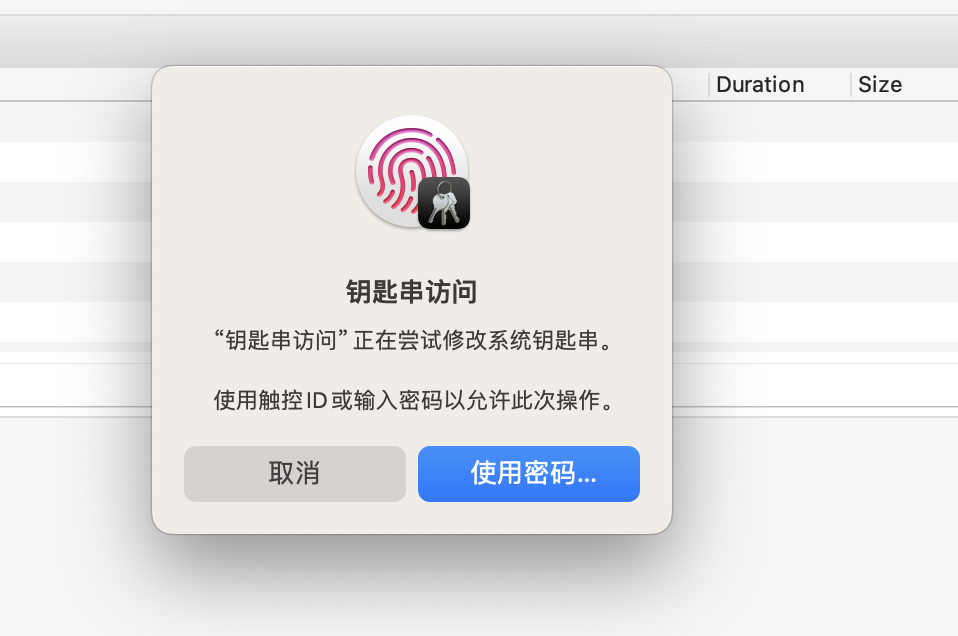 Duration Size
钥匙串访问
“钥匙串访问”正在尝试修改系统钥匙串。
使用触控ID或输入密码以允许此次操作。
取消 使用密码...